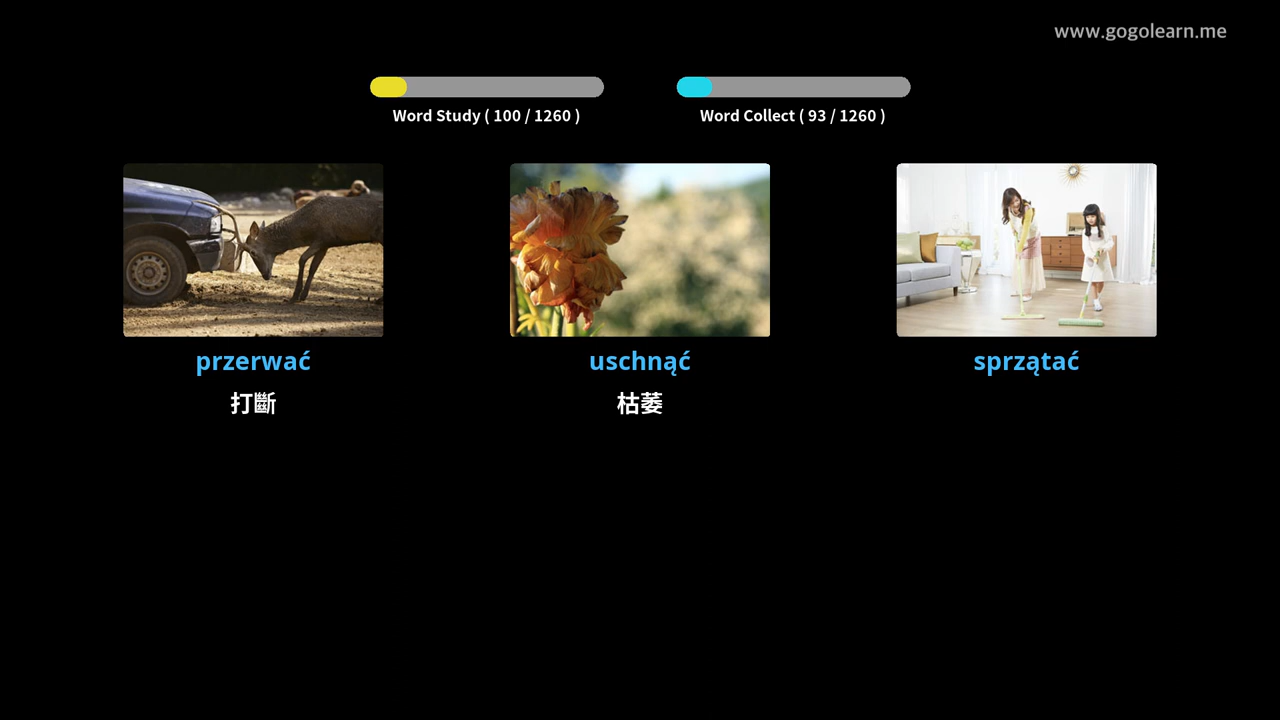 www.gogolearn.me
Word Study ( 100 / 1260 )
Word Collect ( 93 / 1260 )
przerwać
uschnąć
sprzątać
打斷
枯萎